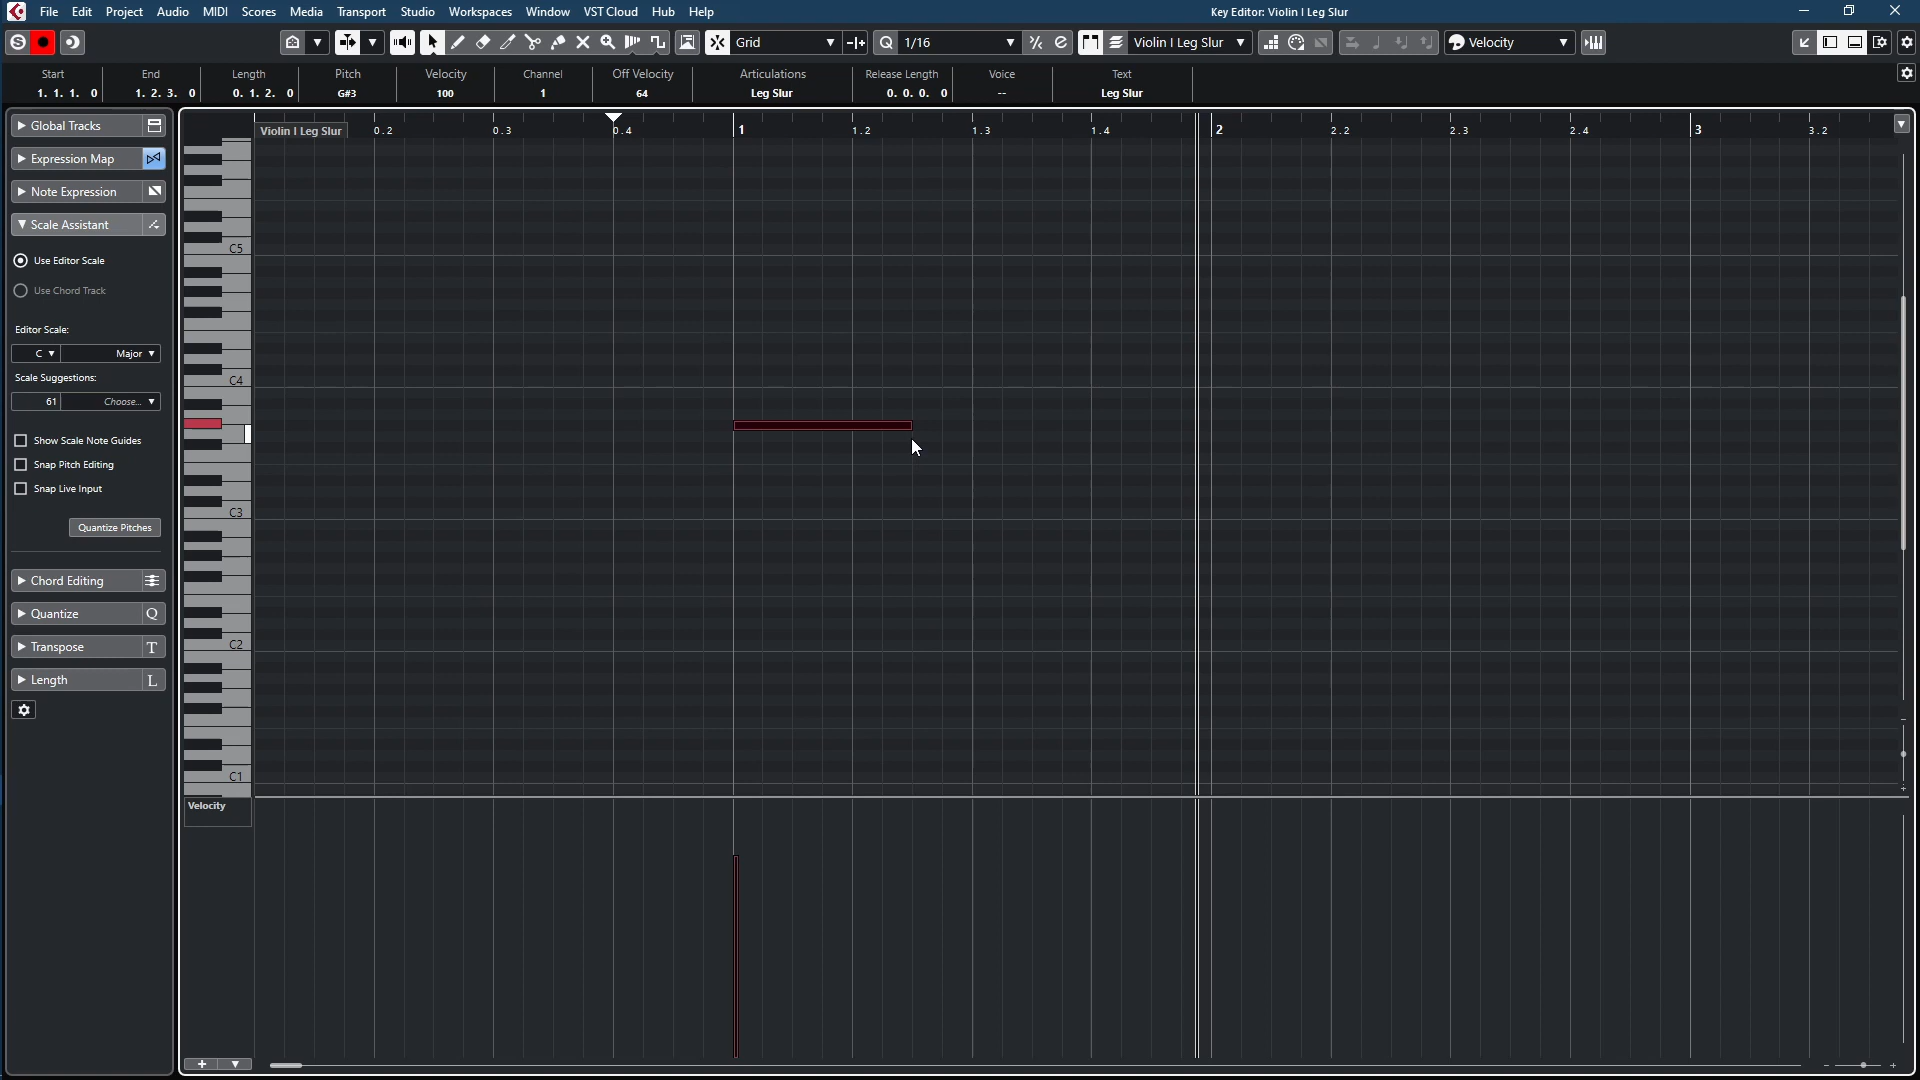 File Edit Project Audio MIDI Scores Media Transport Studio Workspaces Window VST Cloud Hub Help Key Editor: Violin I Leg Slur
S Grid Q 1/16 Violin I Leg Slur Velocity
Start End Length Pitch Velocity Channel Off Velocity Articulations Release Length Voice Text
1. 1. 1. 0 1. 2. 3. 0 0. 1. 2. 0 G#3 100 1 64 Leg Slur 0. 0. 0. 0 -- Leg Slur
Global Tracks
Violin I Leg Slur 0.2 0.3 0.4 1 1.2 1.3 1.4 2 2.2 2.3 2.4 3 3.2
Expression Map
Note Expression
Scale Assistant
C5
Use Editor Scale
Use Chord Track
Editor Scale:
C Major
Scale Suggestions:
C4
61 Choose...
Show Scale Note Guides
Snap Pitch Editing
Snap Live Input
C3
Quantize Pitches
Chord Editing
Quantize Q
C2
Transpose T
Length L
C1
Velocity